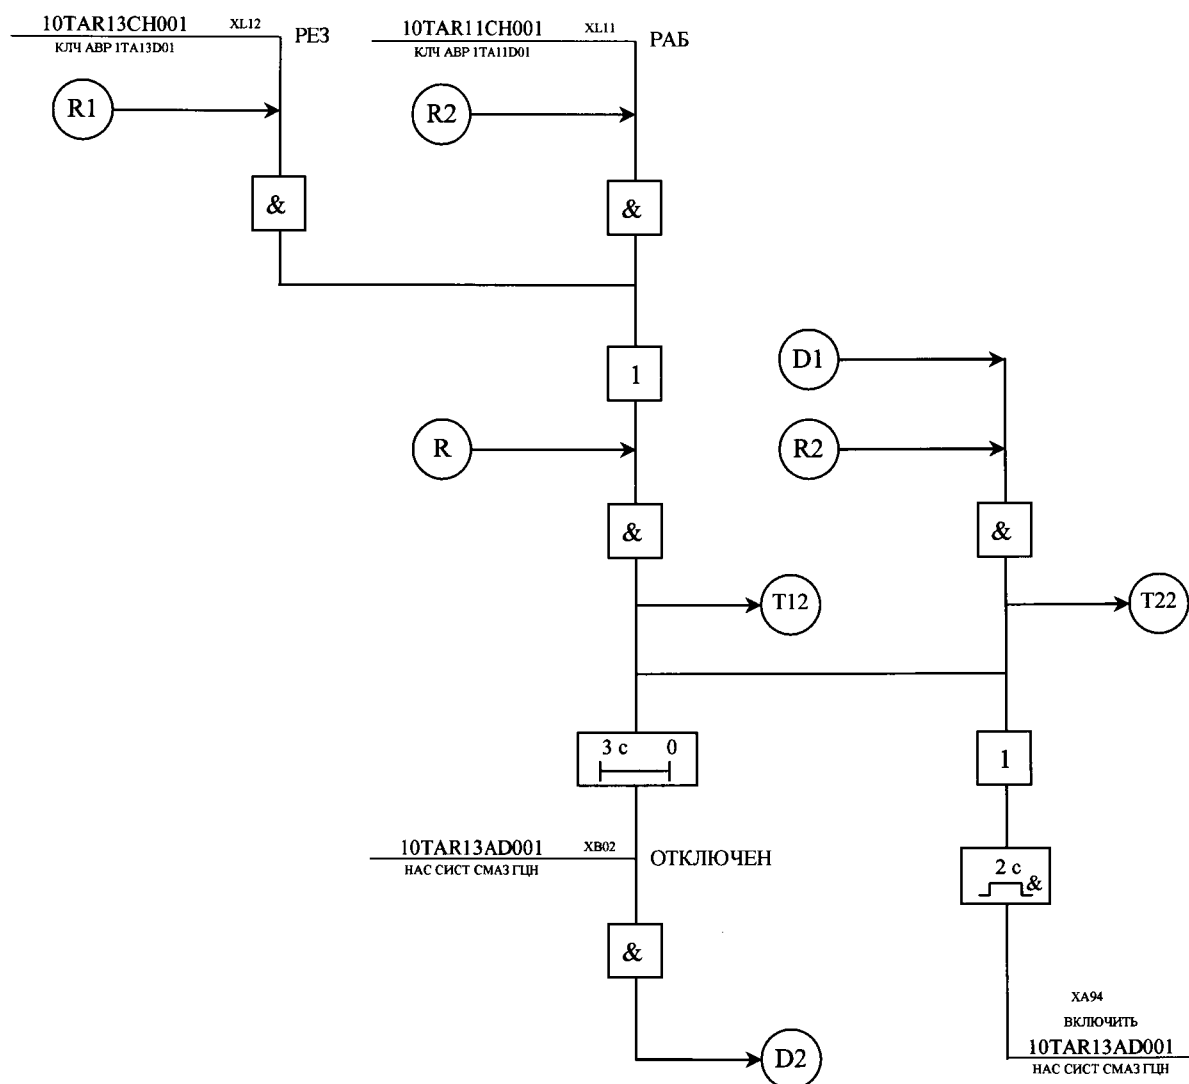 10TAR13CH001 XL12 РЕЗ
КЛЧ АВР 1TA13D01
10TAR11CH001 XL11 РАБ
КЛЧ АВР 1TA11D01
R1
R2
&
&
1
D1
R
R2
&
&
T12
T22
3 с 0
1
10TAR13AD001 XB02 ОТКЛЮЧЕН
НАС СИСТ СМАЗ ГЦН
2 с
&
&
XA94
ВКЛЮЧИТЬ
10TAR13AD001
НАС СИСТ СМАЗ ГЦН
D2